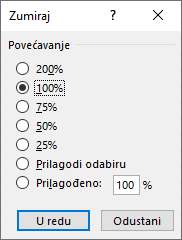 Zumiraj ?
Povećavanje
200%
100%
75%
50%
25%
Prilagodi odabiru
Prilagođeno: 100 %
U redu Odustani